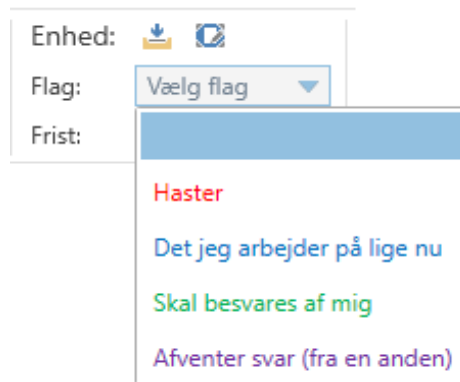 Enhed:
Flag: Vælg flag
Frist:
Haster
Det jeg arbejder på lige nu
Skal besvares af mig
Afventer svar (fra en anden)